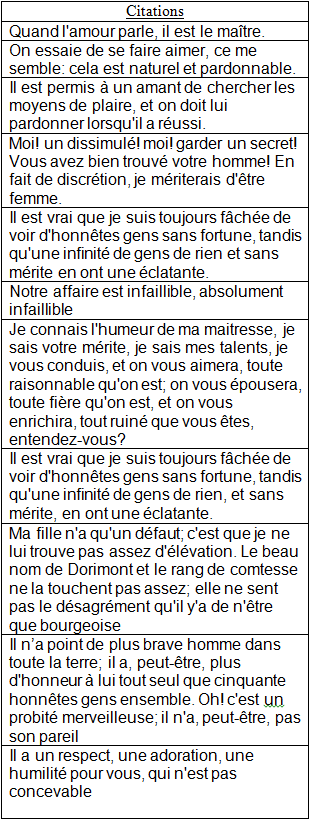 Citations
Quand l'amour parle, il est le maître.
On essaie de se faire aimer, ce me
semble: cela est naturel et pardonnable.
Il est permis à un amant de chercher les
moyens de plaire, et on doit lui
pardonner lorsqu'il a réussi.
Moi! un dissimulé! moi! garder un secret!
Vous avez bien trouvé votre homme! En
fait de discrétion, je mériterais d'être
femme.
Il est vrai que je suis toujours fâchée de
voir d'honnêtes gens sans fortune, tandis
qu'une infinité de gens de rien et sans
mérite en ont une éclatante.
Notre affaire est infaillible, absolument
infaillible
Je connais l'humeur de ma maitresse, je
sais votre mérite, je sais mes talents, je
vous conduis, et on vous aimera, toute
raisonnable qu'on est; on vous épousera,
toute fière qu'on est, et on vous
enrichira, tout ruiné que vous êtes,
entendez-vous?
Il est vrai que je suis toujours fâchée de
voir d'honnêtes gens sans fortune, tandis
qu'une infinité de gens de rien, et sans
mérite, en ont une éclatante.
Ma fille n'a qu'un défaut; c'est que je ne
lui trouve pas assez d'élévation. Le beau
nom de Dorimont et le rang de comtesse
ne la touchent pas assez; elle ne sent
pas le désagrément qu'il y'a de n'être
que bourgeoise
Il n’a point de plus brave homme dans
toute la terre; il a, peut-être, plus
d'honneur à lui tout seul que cinquante
honnêtes gens ensemble. Oh! c'est un
probité merveilleuse; il n'a, peut-être, pas
son pareil
Il a un respect, une adoration, une
humilité pour vous, qui n'est pas
concevable